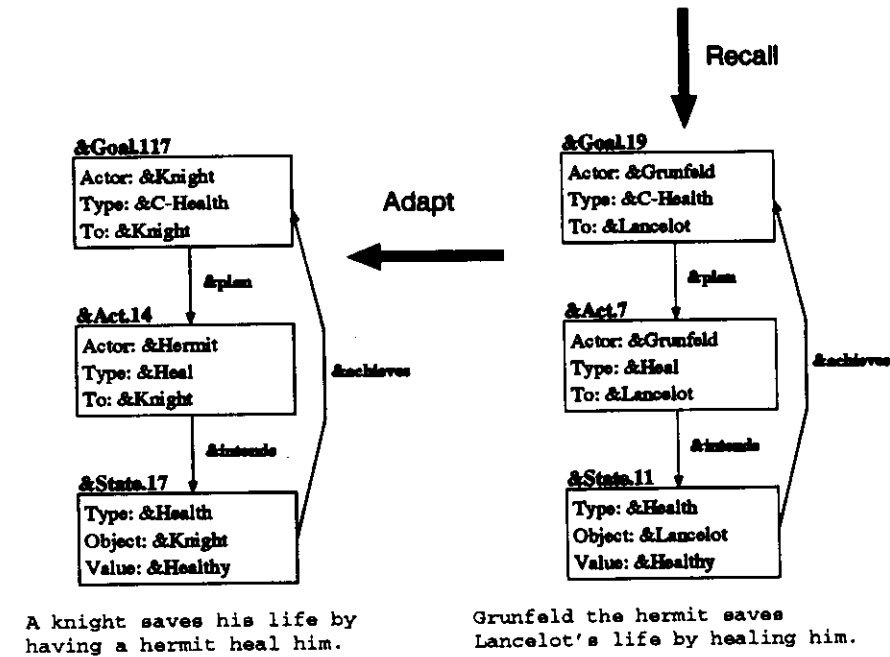 Recall
&Goal.117
Actor: &Knight
Type: &C-Health
To: &Knight
&plan
&Act.14
Actor: &Hermit
Type: &Heal
To: &Knight
&intends
&achieves
&State.17
Type: &Health
Object: &Knight
Value: &Healthy
A knight saves his life by
having a hermit heal him.
Adapt
&Goal.19
Actor: &Grunfeld
Type: &C-Health
To: &Lancelot
&plan
&Act.7
Actor: &Grunfeld
Type: &Heal
To: &Lancelot
&intends
&achieves
&State.11
Type: &Health
Object: &Lancelot
Value: &Healthy
Grunfeld the hermit saves
Lancelot's life by healing him.